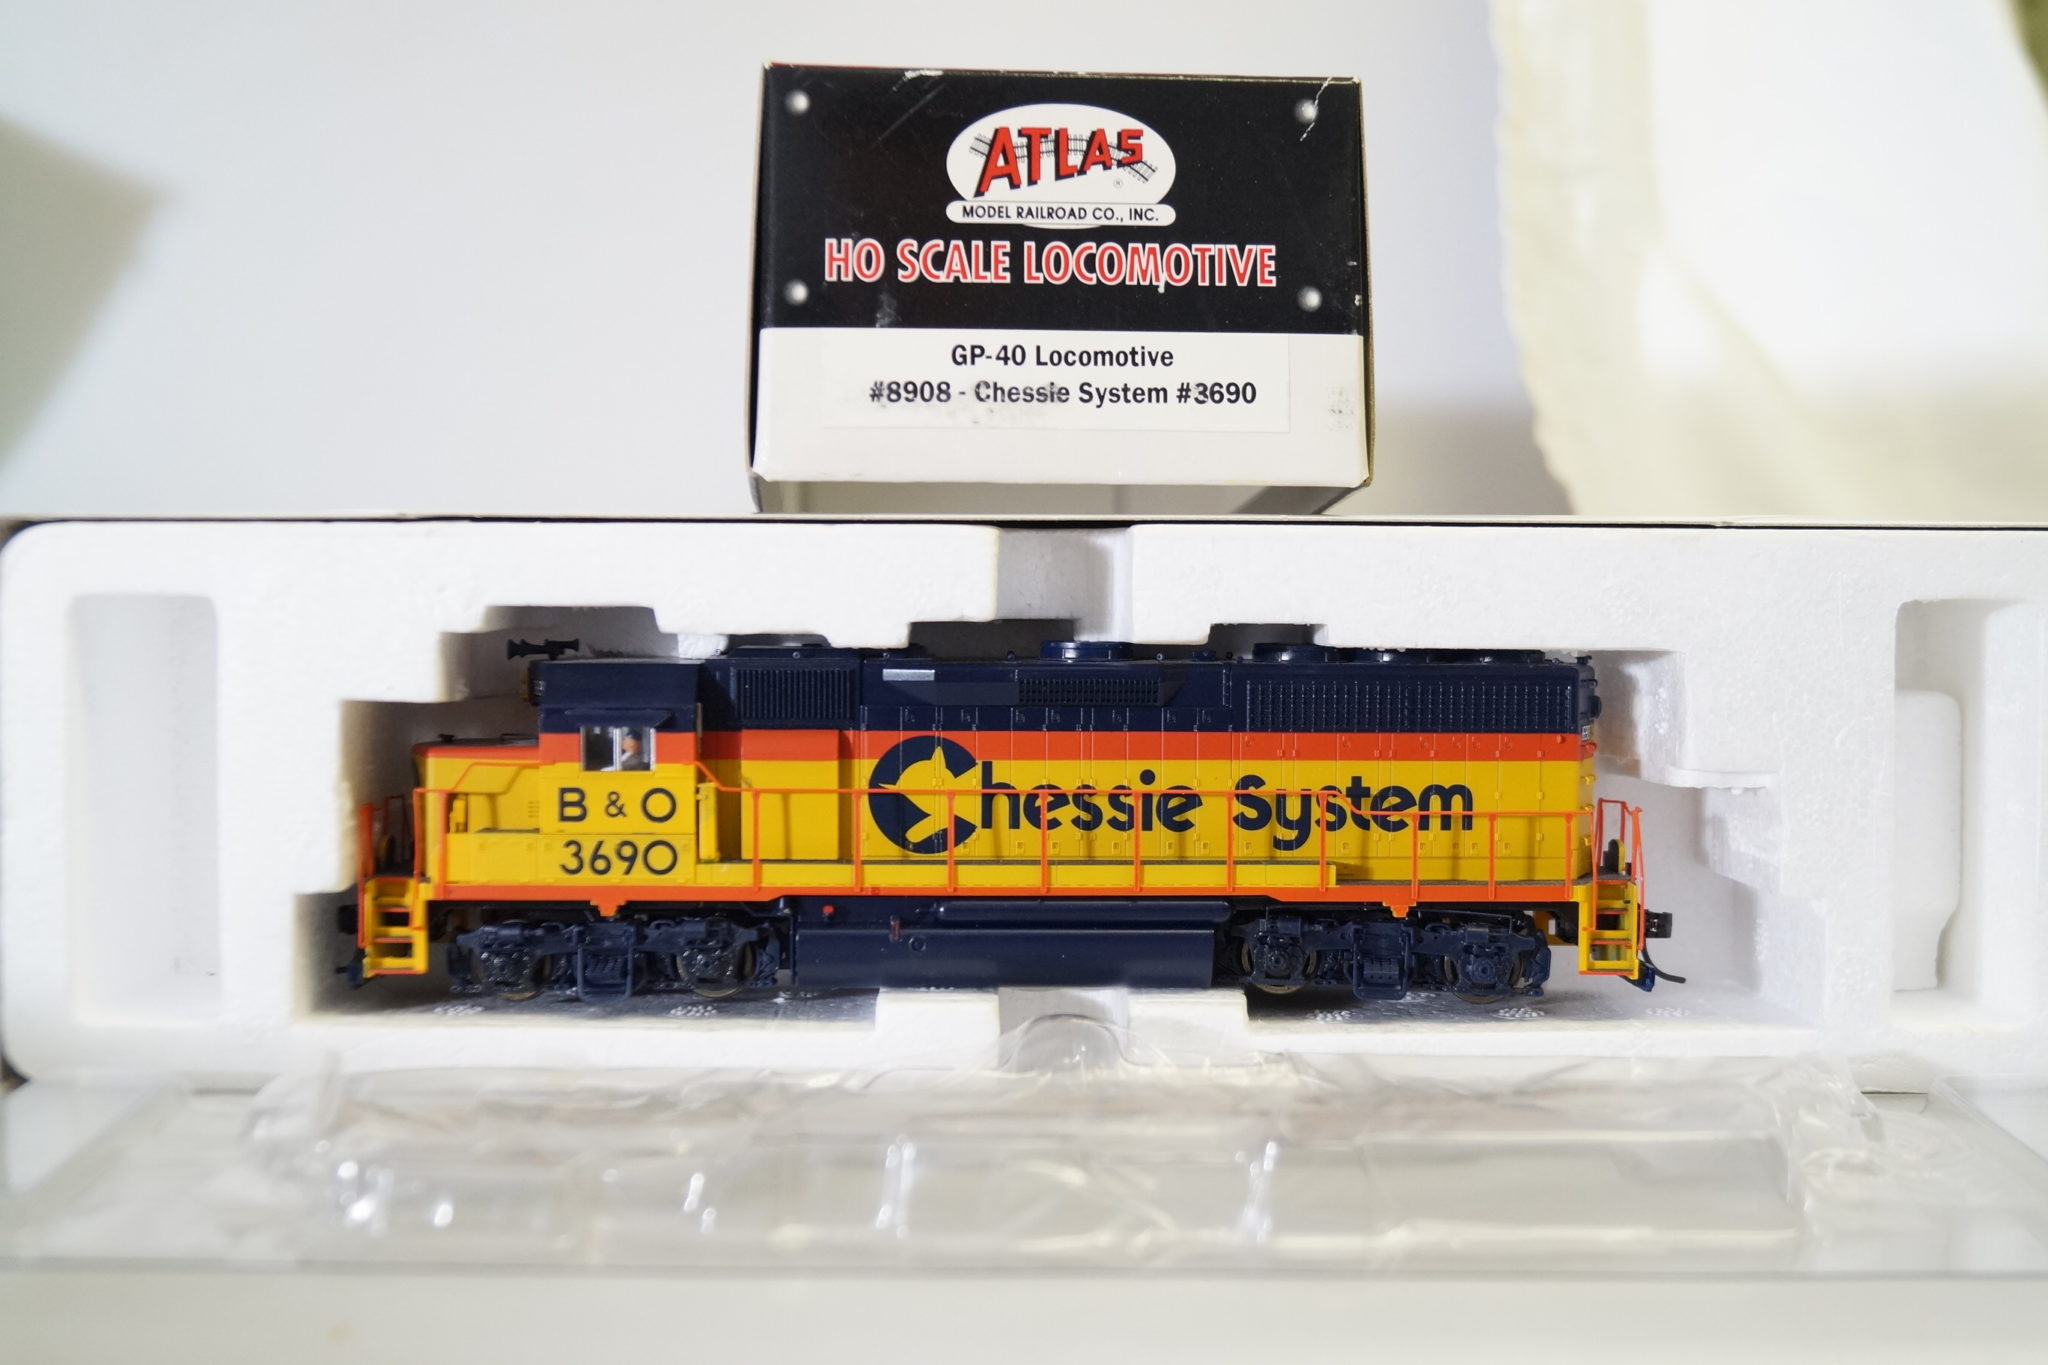 ATLAS
MODEL RAILROAD CO., INC.
HO SCALE LOCOMOTIVE
GP-40 Locomotive
#8908 - Chessie System #3690
B & O
3690
Chessie System